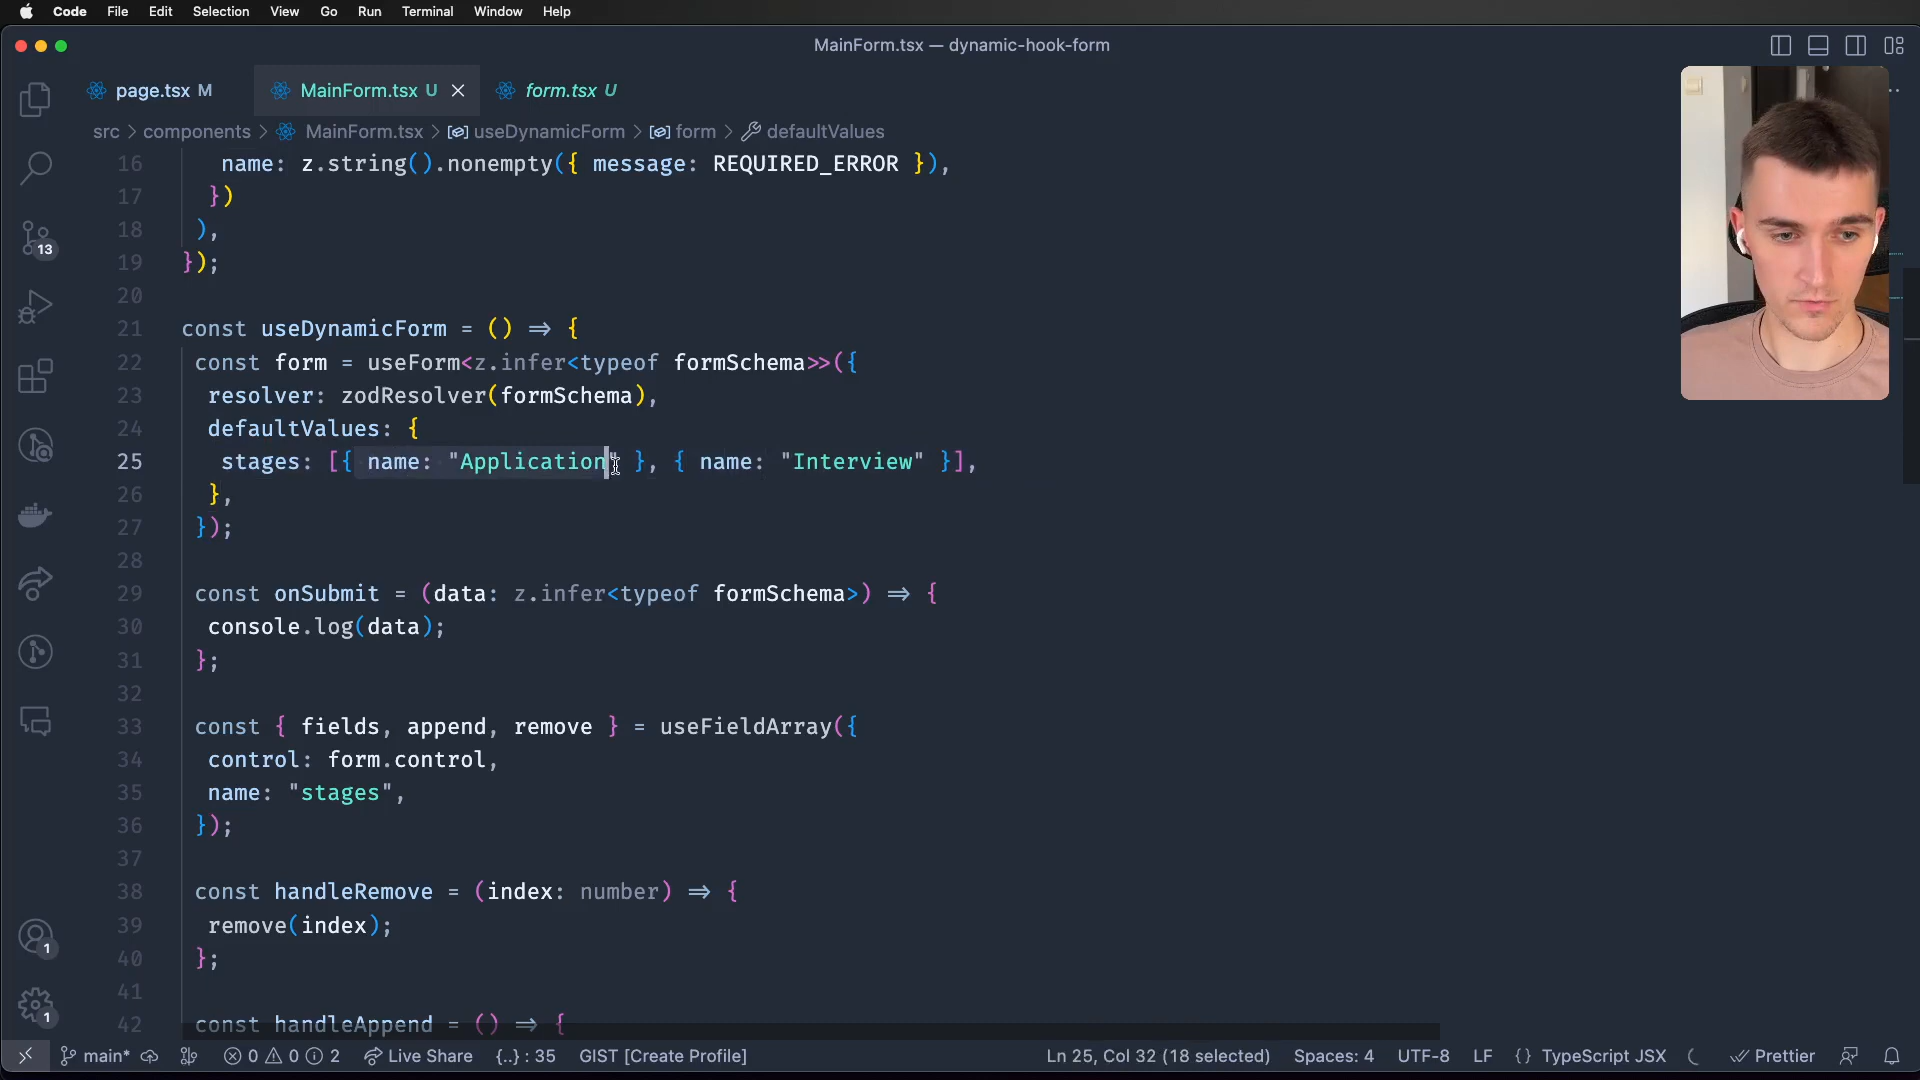 Code File Edit Selection View Go Run Terminal Window Help
MainForm.tsx — dynamic-hook-form
page.tsx M MainForm.tsx U form.tsx U
src > components > MainForm.tsx > useDynamicForm > form > defaultValues
16 name: z.string().nonempty({ message: REQUIRED_ERROR }),
17 })
18 ),
19 });
20
21 const useDynamicForm = () => {
22 const form = useForm<z.infer<typeof formSchema>>({
23 resolver: zodResolver(formSchema),
24 defaultValues: {
25 stages: [{ name: "Application" }, { name: "Interview" }],
26 },
27 });
28
29 const onSubmit = (data: z.infer<typeof formSchema>) => {
30 console.log(data);
31 };
32
33 const { fields, append, remove } = useFieldArray({
34 control: form.control,
35 name: "stages",
36 });
37
38 const handleRemove = (index: number) => {
39 remove(index);
40 };
41
42 const handleAppend = () => {
13
1
1
main* 0 0 2 Live Share {..} : 35 GIST [Create Profile] Ln 25, Col 32 (18 selected) Spaces: 4 UTF-8 LF {} TypeScript JSX Prettier